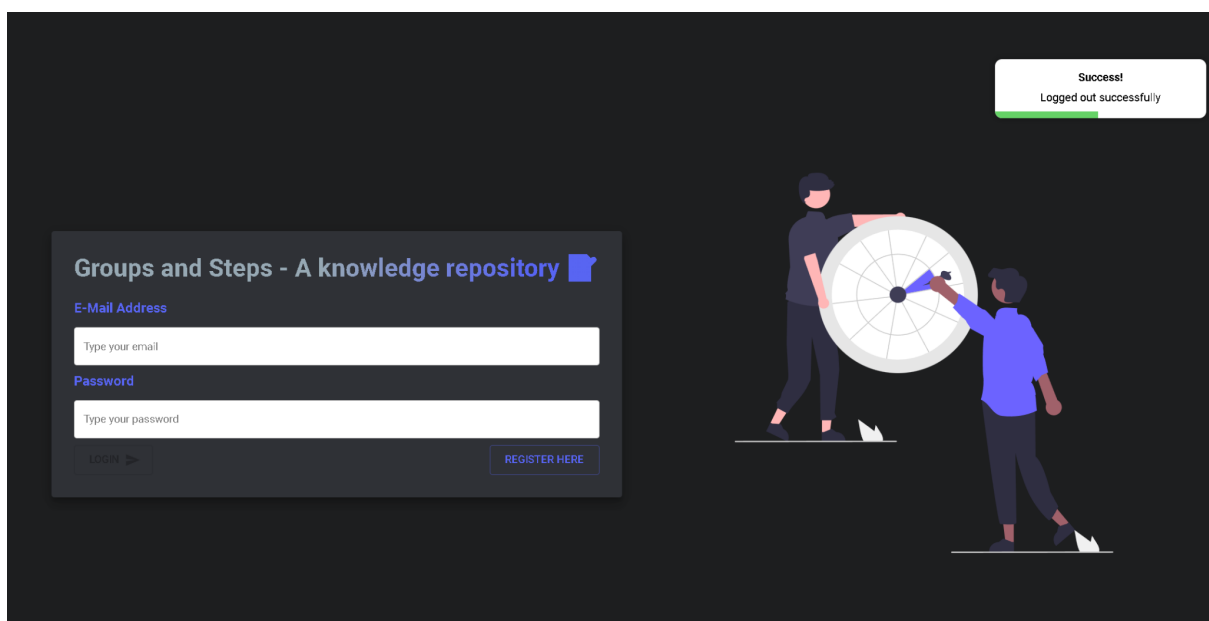 Success!
Logged out successfully
Groups and Steps - A knowledge repository
E-Mail Address
Type your email
Password
Type your password
LOGIN
REGISTER HERE